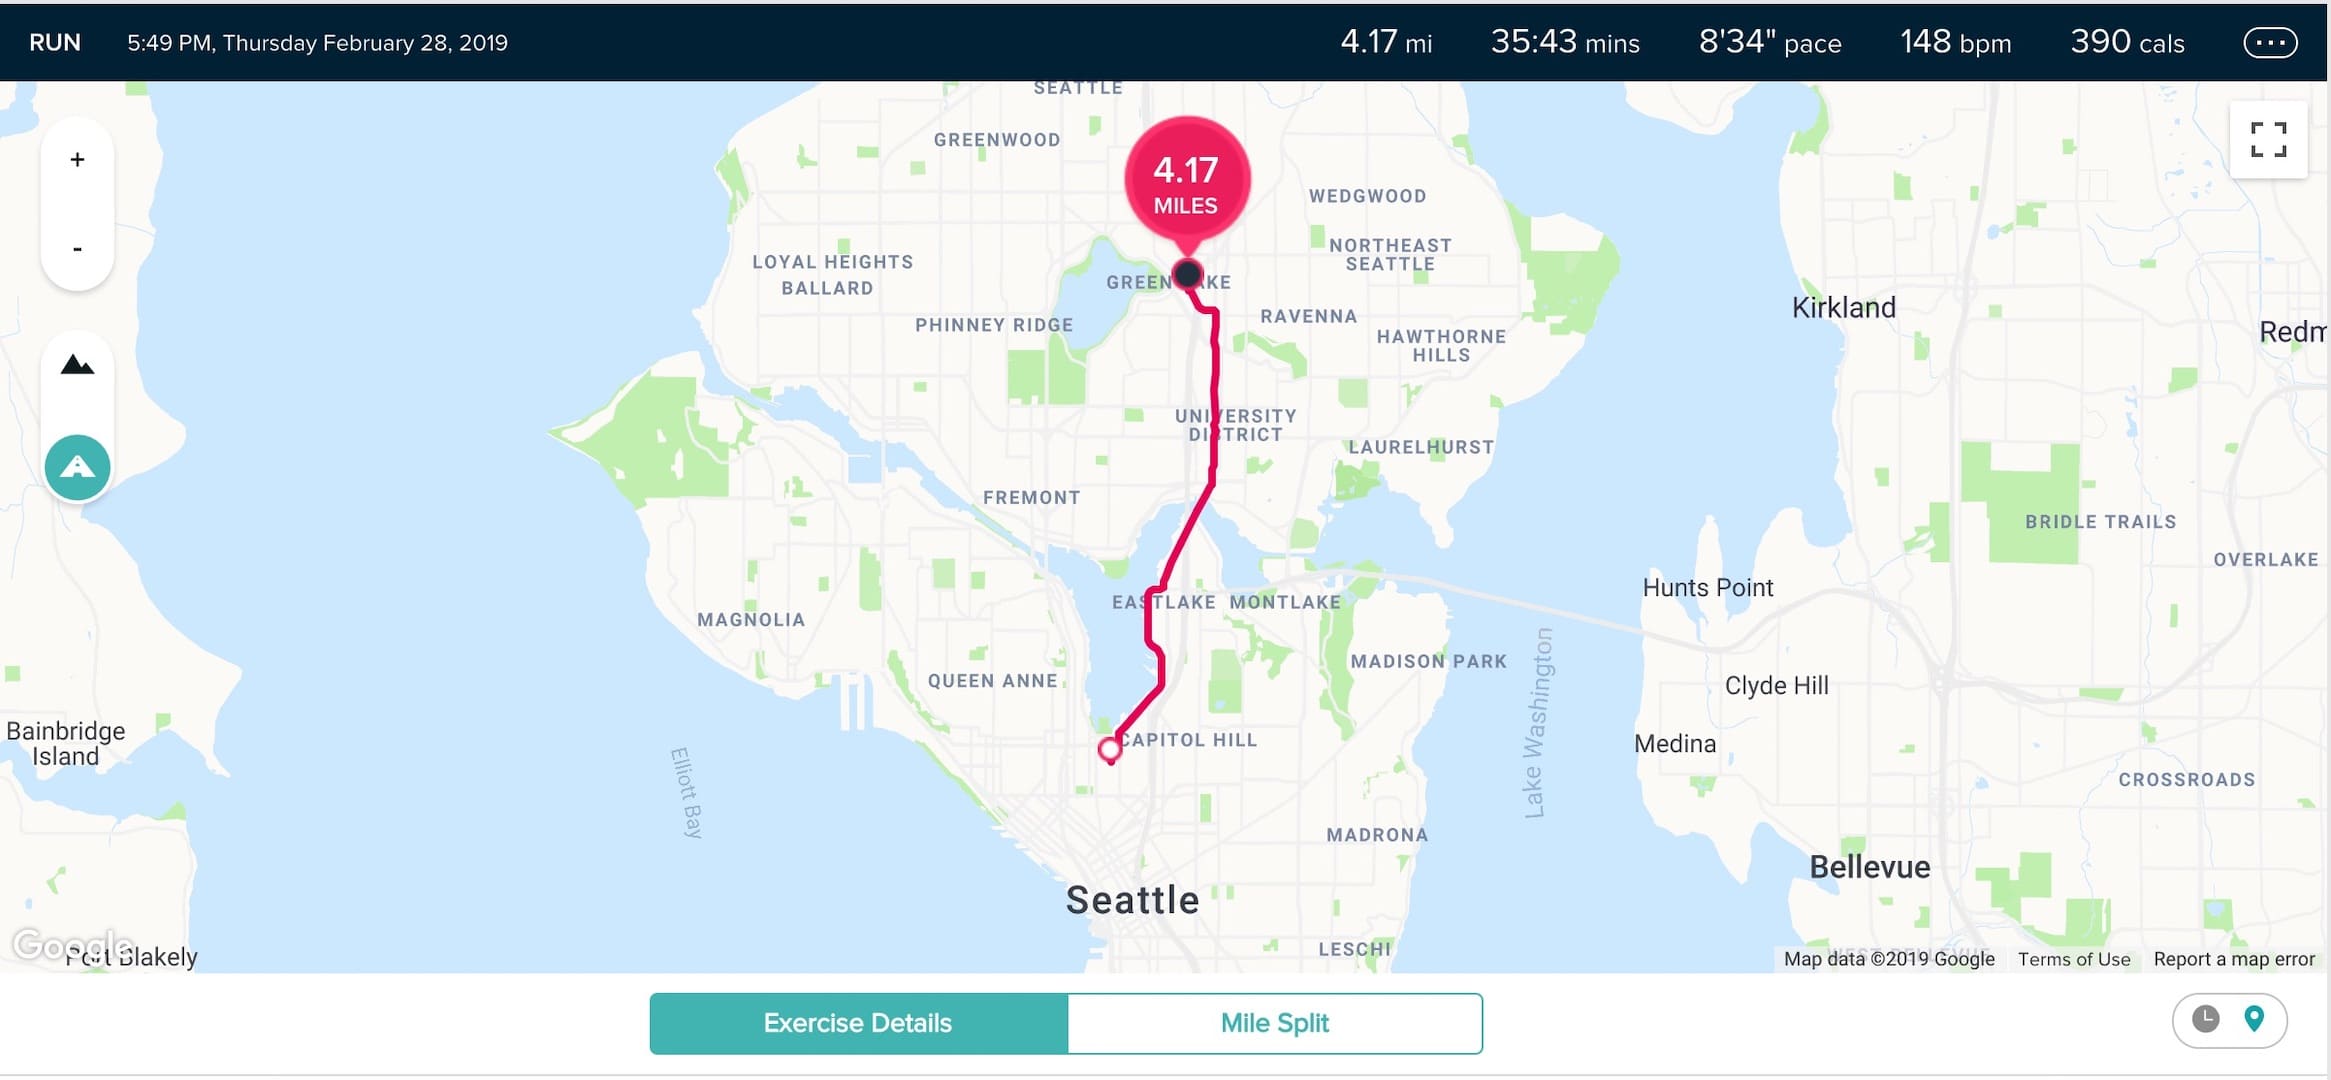 RUN 5:49 PM, Thursday February 28, 2019 4.17 mi 35:43 mins 8'34" pace 148 bpm 390 cals
SEATTLE
GREENWOOD
4.17
MILES
+
-
WEDGWOOD
NORTHEAST
SEATTLE
LOYAL HEIGHTS
BALLARD
GREEN LAKE
Kirkland
PHINNEY RIDGE
RAVENNA
HAWTHORNE
HILLS
Redm
UNIVERSITY
DISTRICT
LAURELHURST
FREMONT
BRIDLE TRAILS
OVERLAKE
Hunts Point
EASTLAKE
MONTLAKE
MAGNOLIA
QUEEN ANNE
MADISON PARK
Lake Washington
Clyde Hill
Bainbridge
Island
Elliott Bay
CAPITOL HILL
Medina
CROSSROADS
MADRONA
Bellevue
Seattle
LESCHI
Google
Port Blakely
WEST BELLEVUE
Map data ©2019 Google Terms of Use Report a map error
Exercise Details Mile Split